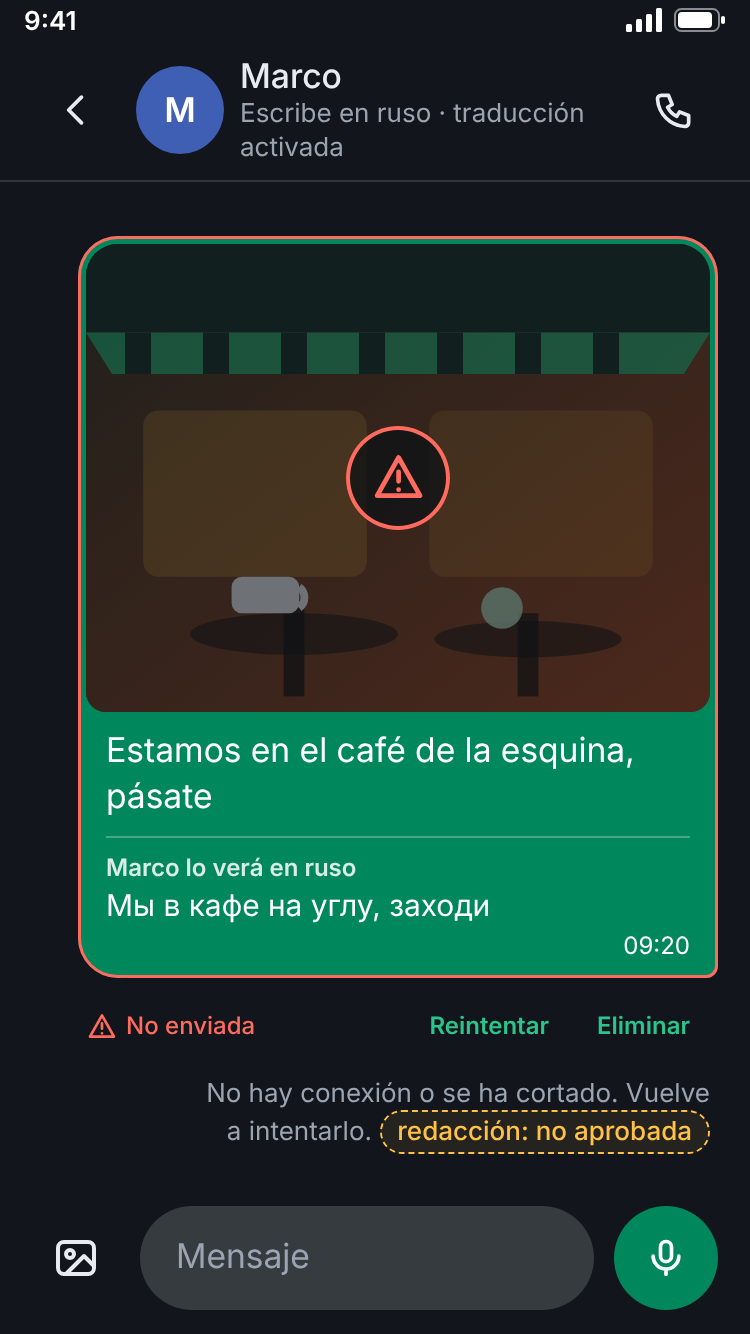 9:41
M
Marco
Escribe en ruso · traducción
activada
Estamos en el café de la esquina,
pásate
Marco lo verá en ruso
Мы в кафе на углу, заходи
09:20
No enviada
Reintentar
Eliminar
No hay conexión o se ha cortado. Vuelve
a intentarlo. redacción: no aprobada
Mensaje